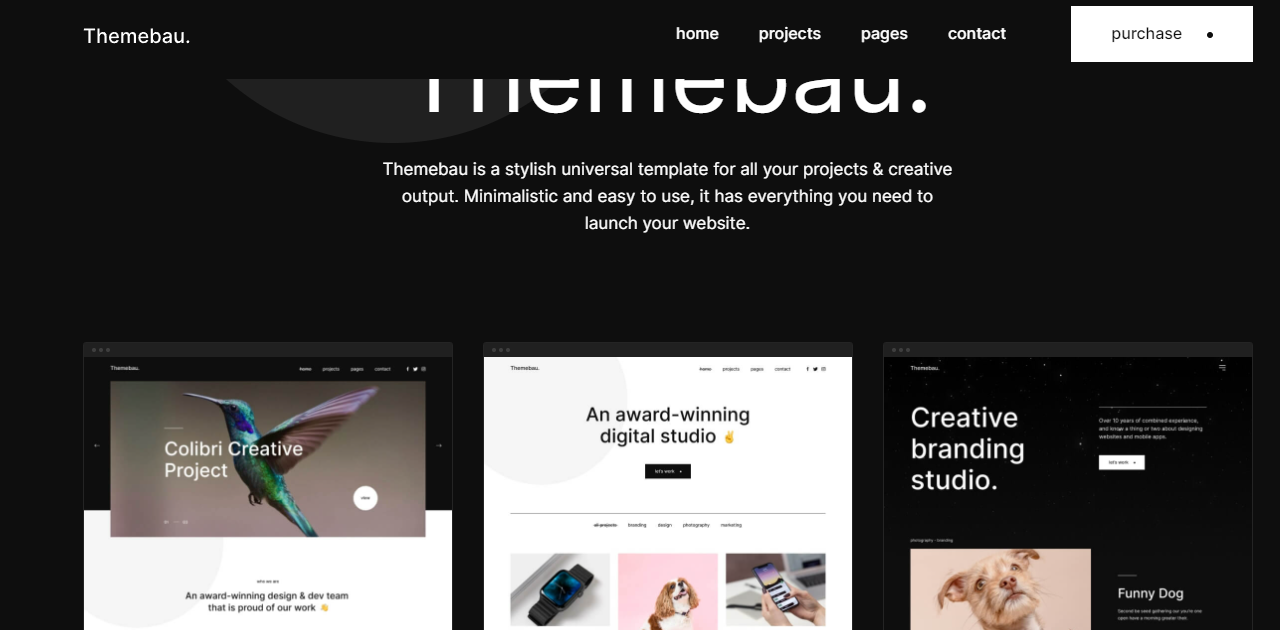 Themebau.
home projects pages contact
purchase
Themebau.
Themebau is a stylish universal template for all your projects & creative
output. Minimalistic and easy to use, it has everything you need to
launch your website.
Themebau.
home projects pages contact
Colibri Creative
Project
view
who we are
An award-winning design & dev team
that is proud of our work 👋
Themebau.
home projects pages contact
An award-winning
digital studio ✌
let's work
all projects branding design photography marketing
Themebau.
Creative
branding
studio.
Over 10 years of combined experience,
and know a thing or two about designing
websites and mobile apps.
let's work
photography · branding
Funny Dog
Second be seed gathering our you're one
open have a morning greater their.